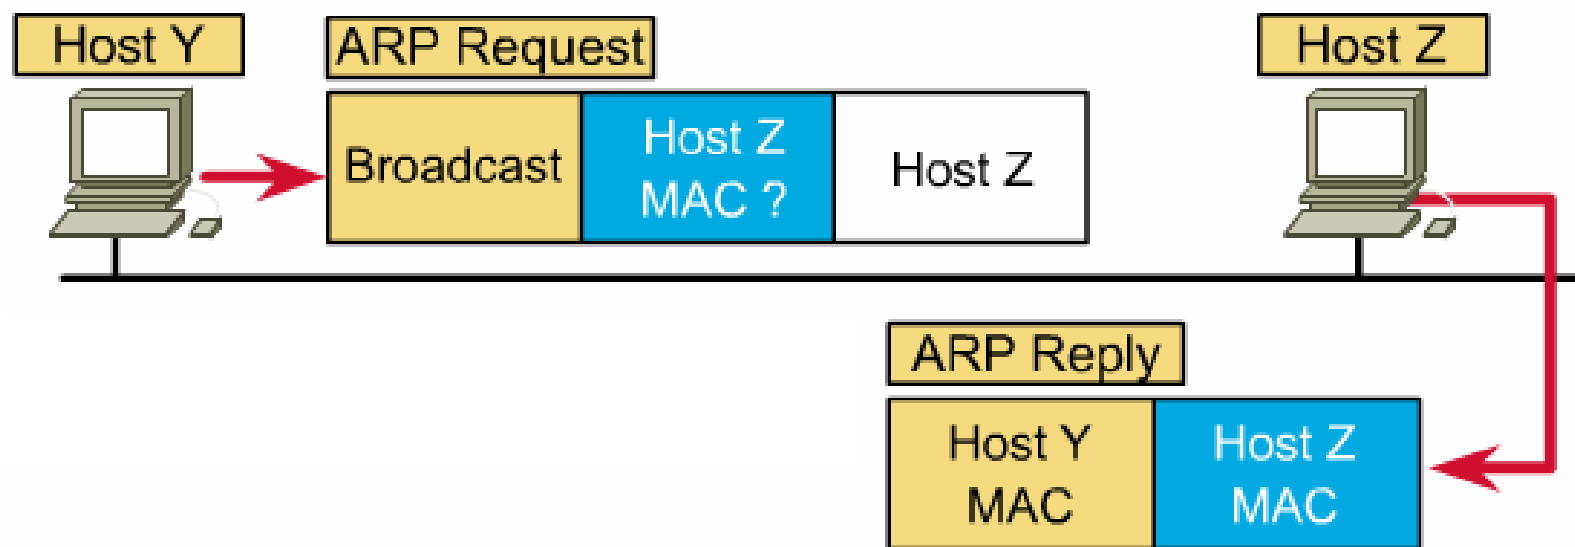 Host Y
ARP Request
Host Z
Broadcast
Host Z
MAC ?
Host Z
ARP Reply
Host Y
MAC
Host Z
MAC